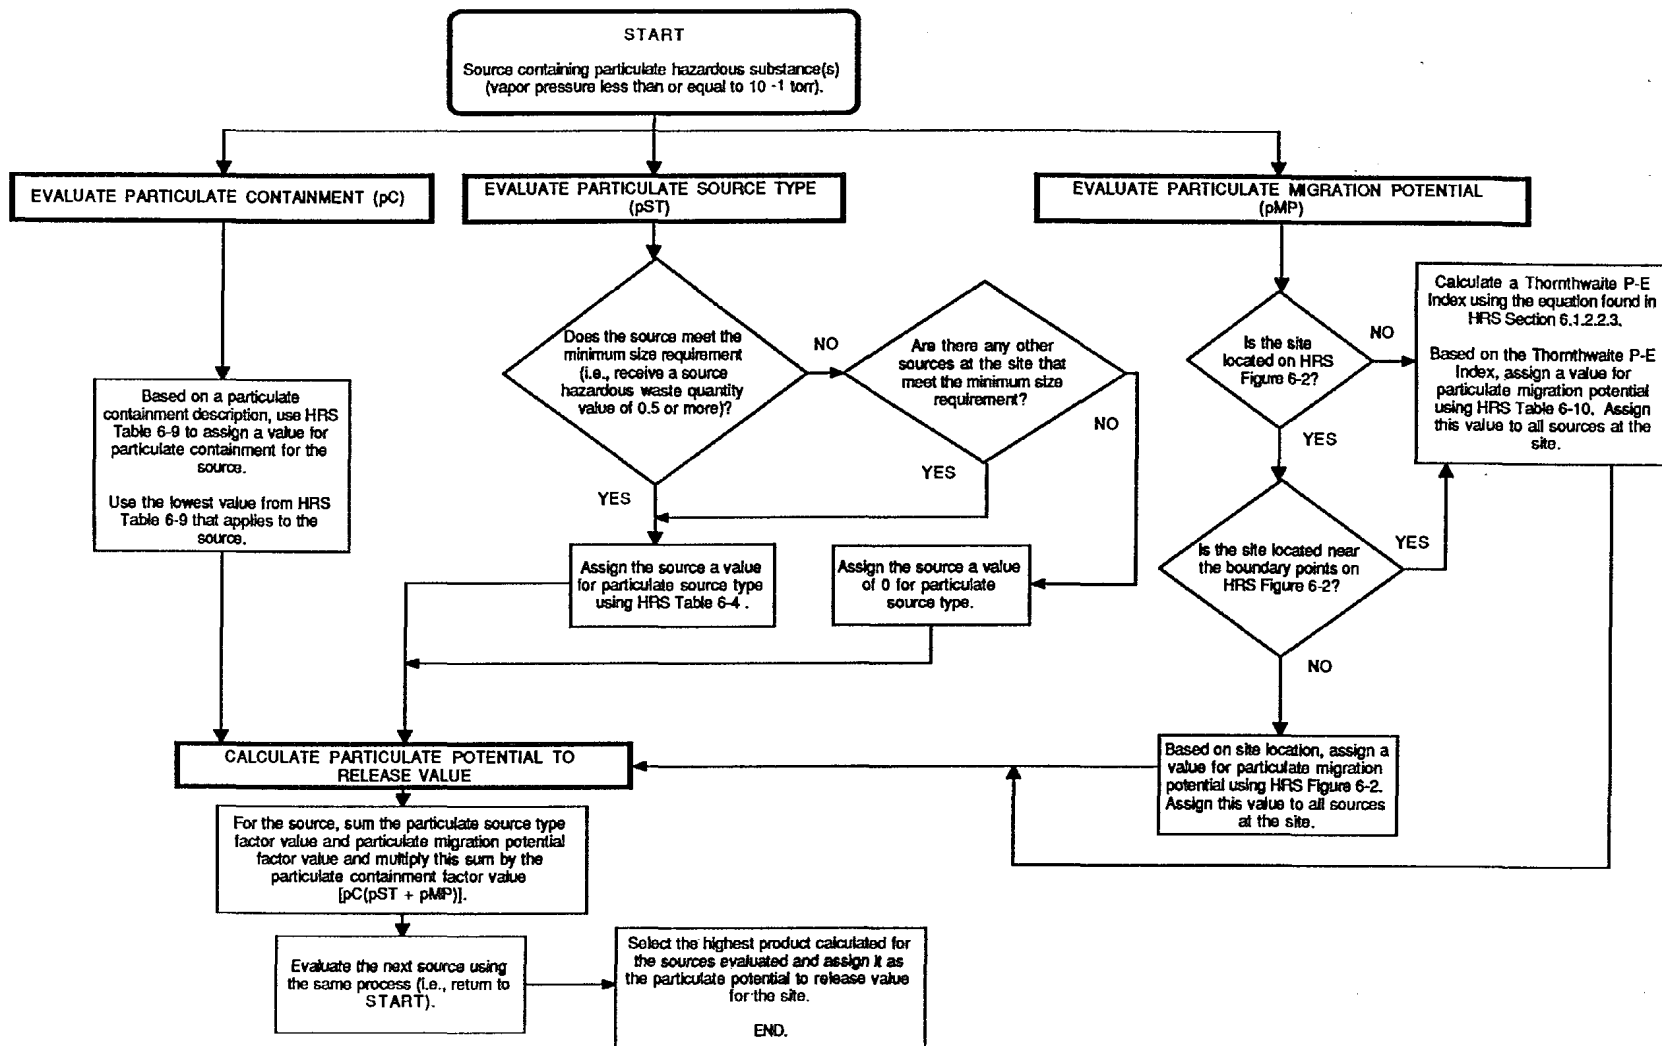 START
Source containing particulate hazardous substance(s)
(vapor pressure less than or equal to 10 -1 torr).
EVALUATE PARTICULATE CONTAINMENT (pC)
EVALUATE PARTICULATE SOURCE TYPE
(pST)
EVALUATE PARTICULATE MIGRATION POTENTIAL
(pMP)
Based on a particulate
containment description, use HRS
Table 6-9 to assign a value for
particulate containment for the
source.
Use the lowest value from HRS
Table 6-9 that applies to the
source.
Does the source meet the
minimum size requirement
(i.e., receive a source
hazardous waste quantity
value of 0.5 or more)?
NO
YES
Are there any other
sources at the site that
meet the minimum size
requirement?
NO
YES
Assign the source a value
for particulate source type
using HRS Table 6-4 .
Assign the source a value
of 0 for particulate
source type.
Is the site
located on HRS
Figure 6-2?
NO
YES
Calculate a Thornthwaite P-E
Index using the equation found in
HRS Section 6.1.2.2.3.
Based on the Thornthwaite P-E
Index, assign a value for
particulate migration potential
using HRS Table 6-10. Assign
this value to all sources at the
site.
Is the site located near
the boundary points on
HRS Figure 6-2?
YES
NO
Based on site location, assign a
value for particulate migration
potential using HRS Figure 6-2.
Assign this value to all sources
at the site.
CALCULATE PARTICULATE POTENTIAL TO
RELEASE VALUE
For the source, sum the particulate source type
factor value and particulate migration potential
factor value and multiply this sum by the
particulate containment factor value
[pC(pST + pMP)].
Evaluate the next source using
the same process (i.e., return to
START).
Select the highest product calculated for
the sources evaluated and assign it as
the particulate potential to release value
for the site.
END.